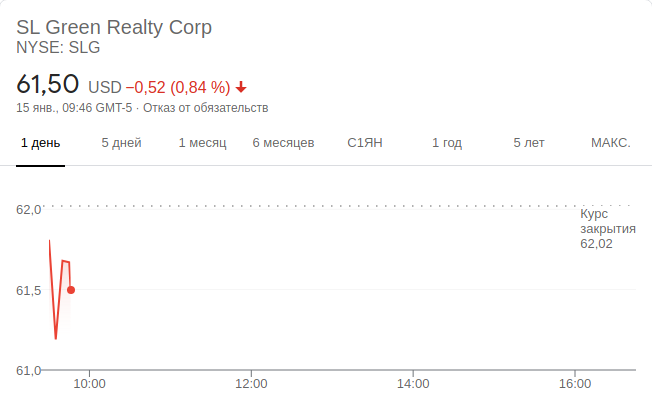 SL Green Realty Corp
NYSE: SLG
61,50 USD −0,52 (0,84 %)
15 янв., 09:46 GMT-5 · Отказ от обязательств
1 день 5 дней 1 месяц 6 месяцев С1ЯН 1 год 5 лет МАКС.
62,0
Курс
закрытия
62,02
61,5
61,0
10:00 12:00 14:00 16:00